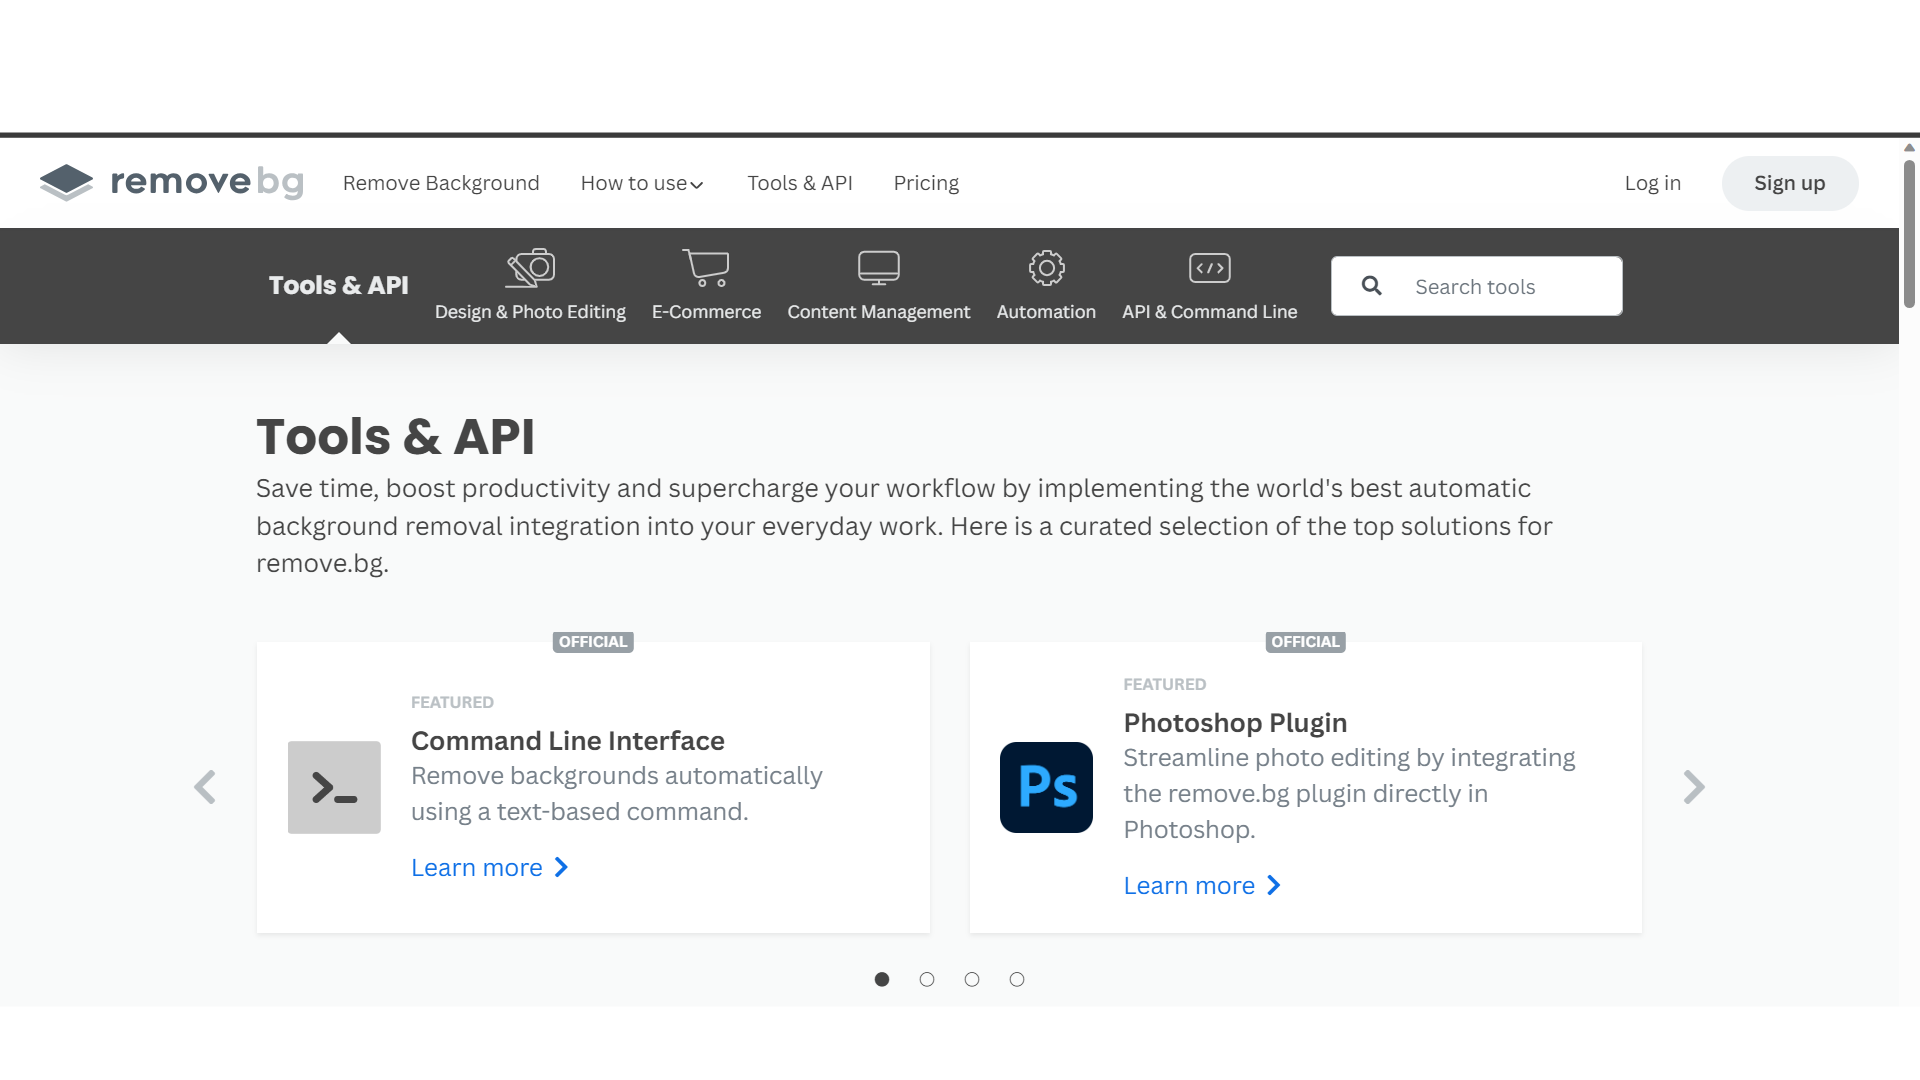 removebg
Remove Background
How to use
Tools & API
Pricing
Log in
Sign up
Tools & API
Design & Photo Editing
E-Commerce
Content Management
Automation
</>
API & Command Line
Search tools
Tools & API
Save time, boost productivity and supercharge your workflow by implementing the world's best automatic
background removal integration into your everyday work. Here is a curated selection of the top solutions for
remove.bg.
OFFICIAL
FEATURED
Command Line Interface
Remove backgrounds automatically
using a text-based command.
Learn more
OFFICIAL
FEATURED
Ps
Photoshop Plugin
Streamline photo editing by integrating
the remove.bg plugin directly in
Photoshop.
Learn more